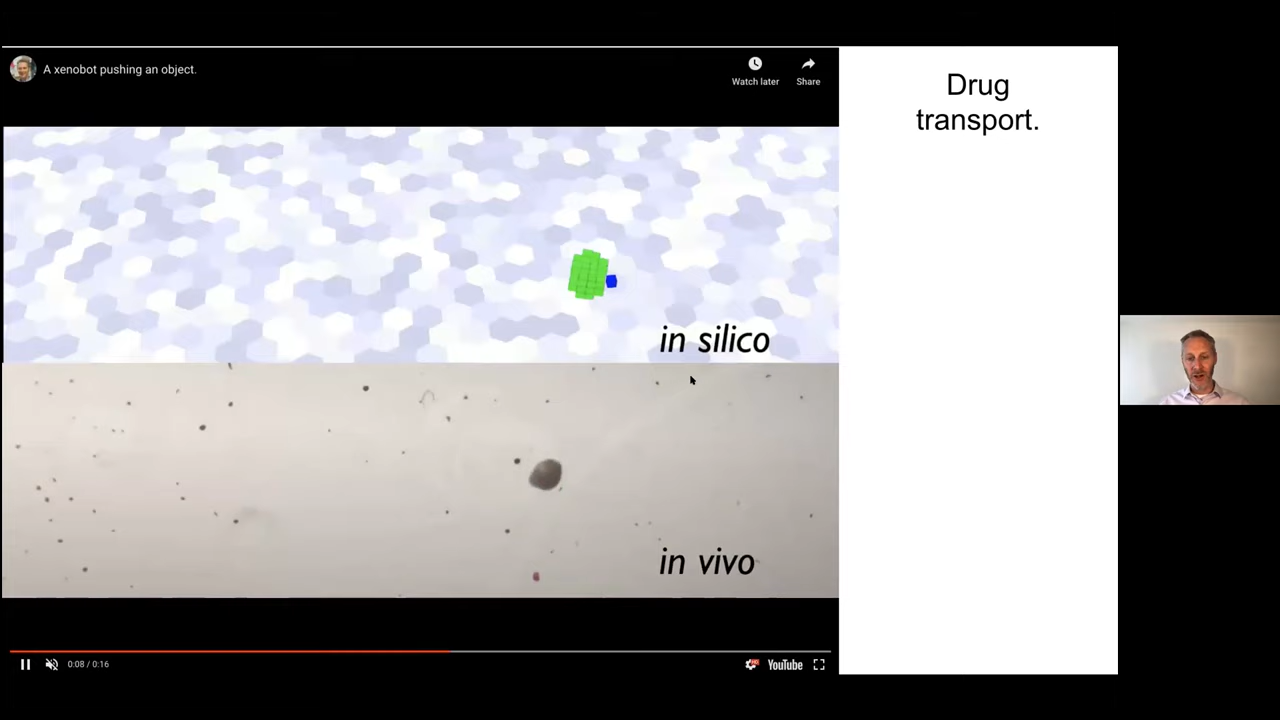 A xenobot pushing an object.
Watch later
Share
Drug
transport.
in silico
in vivo
0:08 / 0:16
YouTube